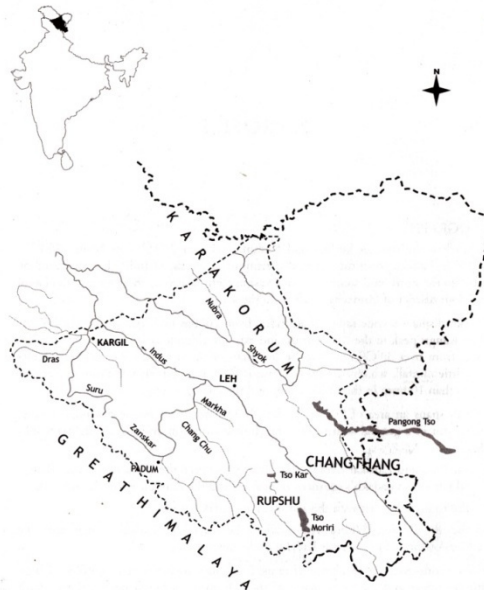 N
KARAKORUM
Nubra
Shyok
KARGIL
Dras
Indus
LEH
Suru
Markha
Pangong Tso
Zanskar
Chang Chu
PADUM
CHANGTHANG
Tso Kar
RUPSHU
Tso
Moriri
GREAT HIMALAYA